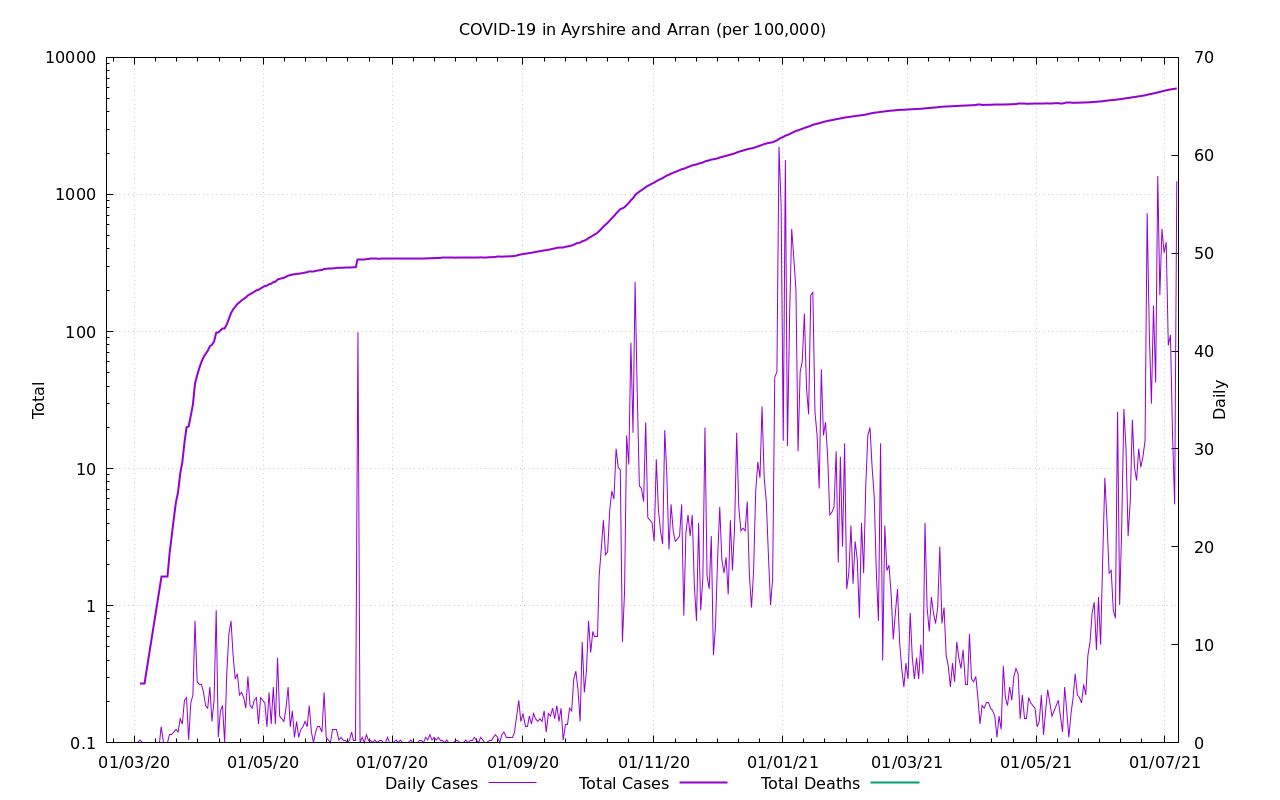 COVID-19 in Ayrshire and Arran (per 100,000)
10000
1000
100
10
1
0.1
Total
70
60
50
40
30
20
10
0
Daily
01/03/20 01/05/20 01/07/20 01/09/20 01/11/20 01/01/21 01/03/21 01/05/21 01/07/21
Daily Cases Total Cases Total Deaths